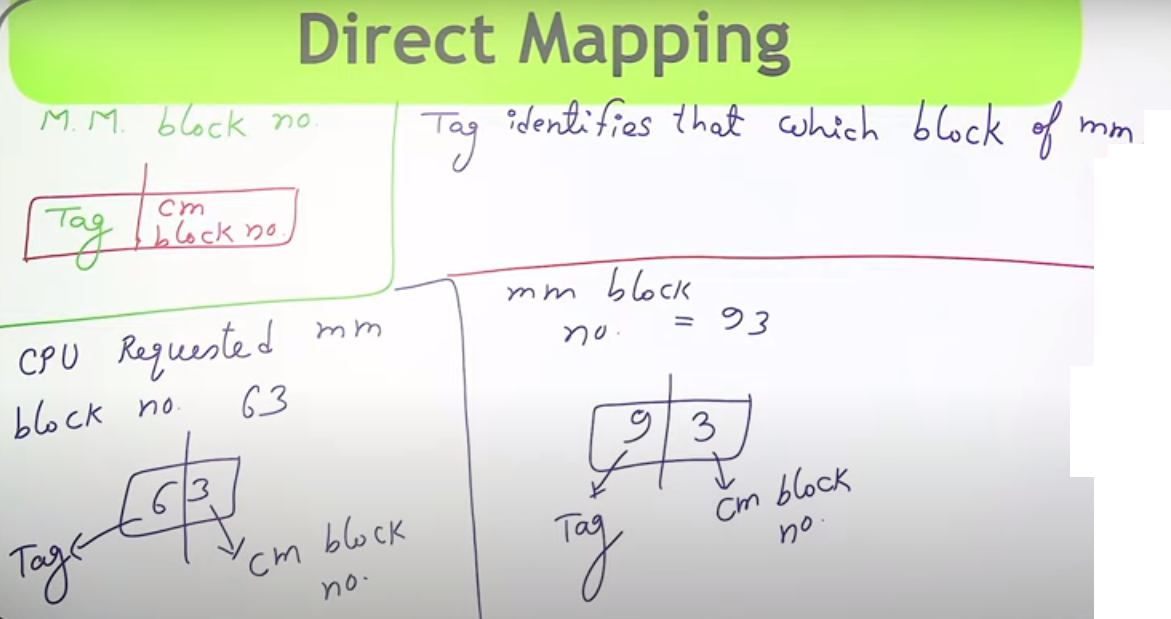 Direct Mapping
M.M. block no.
Tag cm
block no.
Tag identifies that which block of mm
CPU Requested mm
block no. 63
6 3
Tag
cm block
no.
mm block
no. = 93
9 3
Tag
cm block
no.